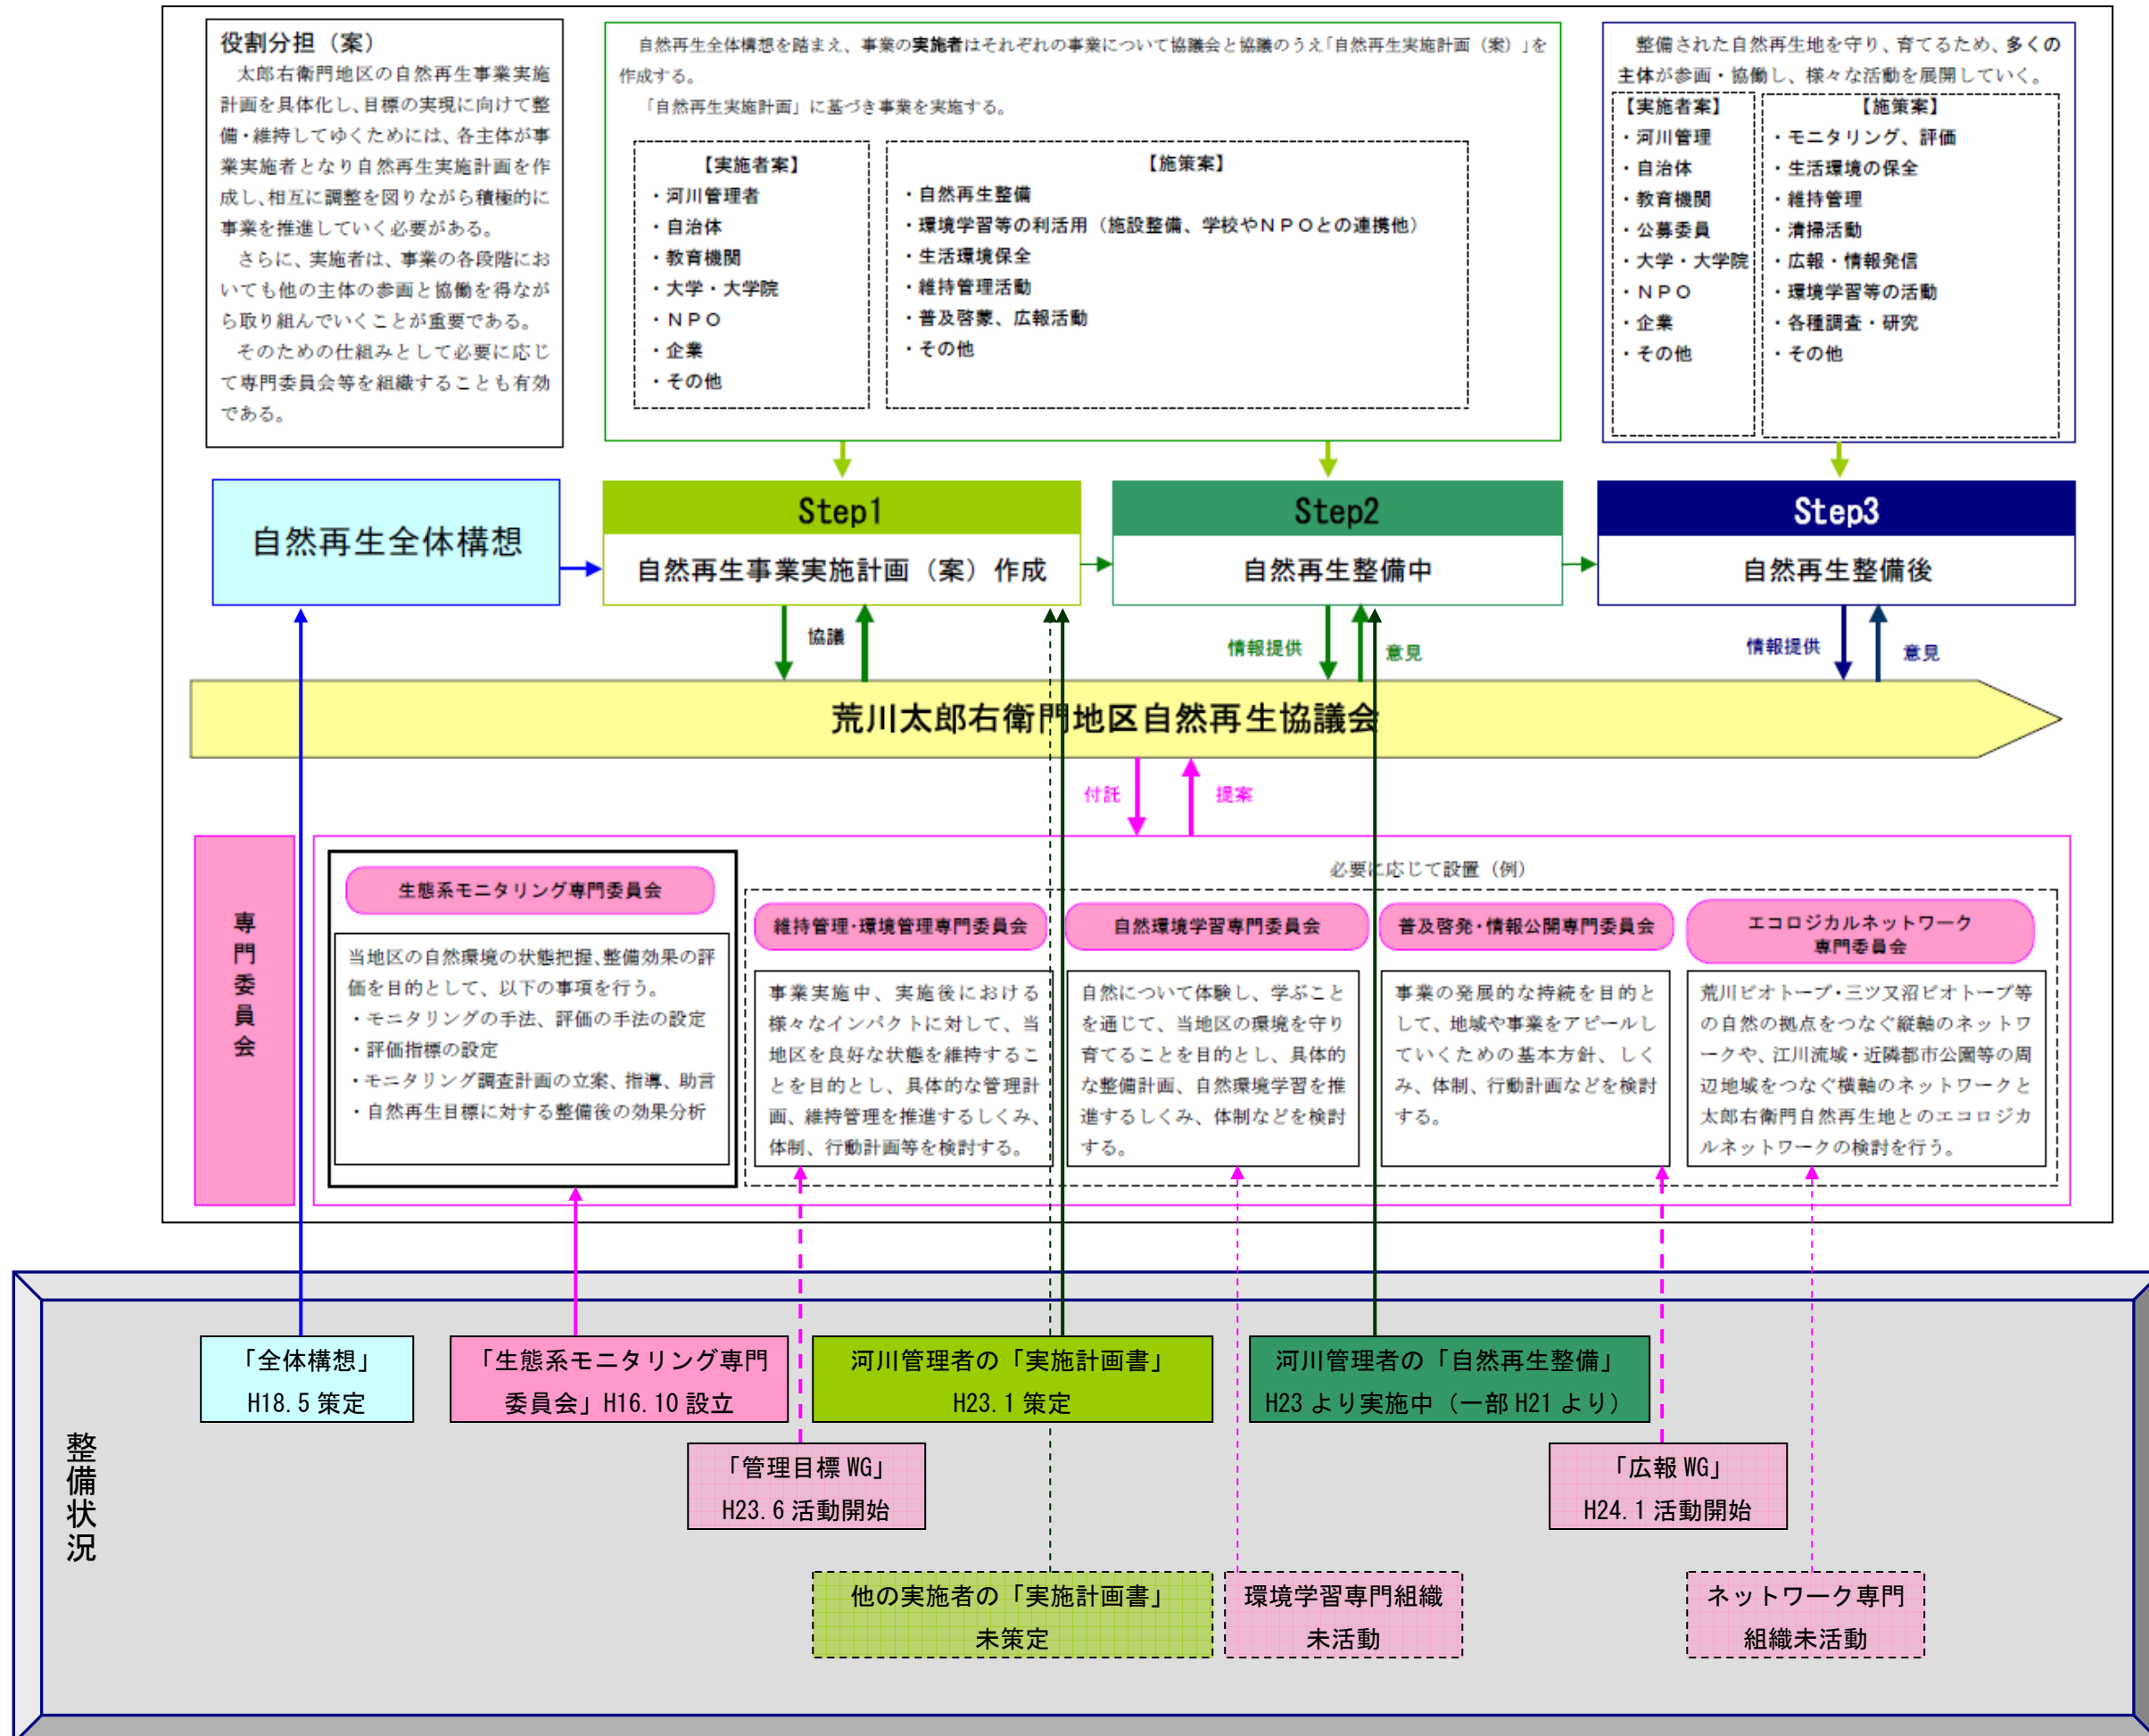 役割分担（案）
太郎右衛門地区の自然再生事業実施
計画を具体化し、目標の実現に向けて整
備・維持してゆくためには、各主体が事
業実施者となり自然再生実施計画を作
成し、相互に調整を図りながら積極的に
事業を推進していく必要がある。
さらに、実施者は、事業の各段階にお
いても他の主体の参画と協働を得なが
ら取り組んでいくことが重要である。
そのための仕組みとして必要に応じ
て専門委員会等を組織することも有効
である。
自然再生全体構想を踏まえ、事業の実施者はそれぞれの事業について協議会と協議のうえ「自然再生実施計画（案）」を
作成する。
「自然再生実施計画」に基づき事業を実施する。
【実施者案】
・河川管理者
・自治体
・教育機関
・大学・大学院
・ＮＰＯ
・企業
・その他
【施策案】
・自然再生整備
・環境学習等の利活用（施設整備、学校やＮＰＯとの連携他）
・生活環境保全
・維持管理活動
・普及啓蒙、広報活動
・その他
整備された自然再生地を守り、育てるため、多くの
主体が参画・協働し、様々な活動を展開していく。
【実施者案】
・河川管理
・自治体
・教育機関
・公募委員
・大学・大学院
・ＮＰＯ
・企業
・その他
【施策案】
・モニタリング、評価
・生活環境の保全
・維持管理
・清掃活動
・広報・情報発信
・環境学習等の活動
・各種調査・研究
・その他
自然再生全体構想
Step1
自然再生事業実施計画（案）作成
Step2
自然再生整備中
Step3
自然再生整備後
協議
情報提供
意見
情報提供
意見
荒川太郎右衛門地区自然再生協議会
付託
提案
専門委員会
生態系モニタリング専門委員会
当地区の自然環境の状態把握、整備効果の評
価を目的として、以下の事項を行う。
・モニタリングの手法、評価の手法の設定
・評価指標の設定
・モニタリング調査計画の立案、指導、助言
・自然再生目標に対する整備後の効果分析
必要に応じて設置（例）
維持管理・環境管理専門委員会
事業実施中、実施後における
様々なインパクトに対して、当
地区を良好な状態を維持するこ
とを目的とし、具体的な管理計
画、維持管理を推進するしくみ、
体制、行動計画等を検討する。
自然環境学習専門委員会
自然について体験し、学ぶこと
を通じて、当地区の環境を守り
育てることを目的とし、具体的
な整備計画、自然環境学習を推
進するしくみ、体制などを検討
する。
普及啓発・情報公開専門委員会
事業の発展的な持続を目的と
して、地域や事業をアピールし
ていくための基本方針、しく
み、体制、行動計画などを検討
する。
エコロジカルネットワーク
専門委員会
荒川ビオトープ・三ツ又沼ビオトープ等
の自然の拠点をつなぐ縦軸のネットワ
ークや、江川流域・近隣都市公園等の周
辺地域をつなぐ横軸のネットワークと
太郎右衛門自然再生地とのエコロジカ
ルネットワークの検討を行う。
整備状況
「全体構想」
H18.5 策定
「生態系モニタリング専門
委員会」H16.10 設立
河川管理者の「実施計画書」
H23.1 策定
河川管理者の「自然再生整備」
H23 より実施中（一部 H21 より）
「管理目標 WG」
H23.6 活動開始
「広報 WG」
H24.1 活動開始
他の実施者の「実施計画書」
未策定
環境学習専門組織
未活動
ネットワーク専門
組織未活動